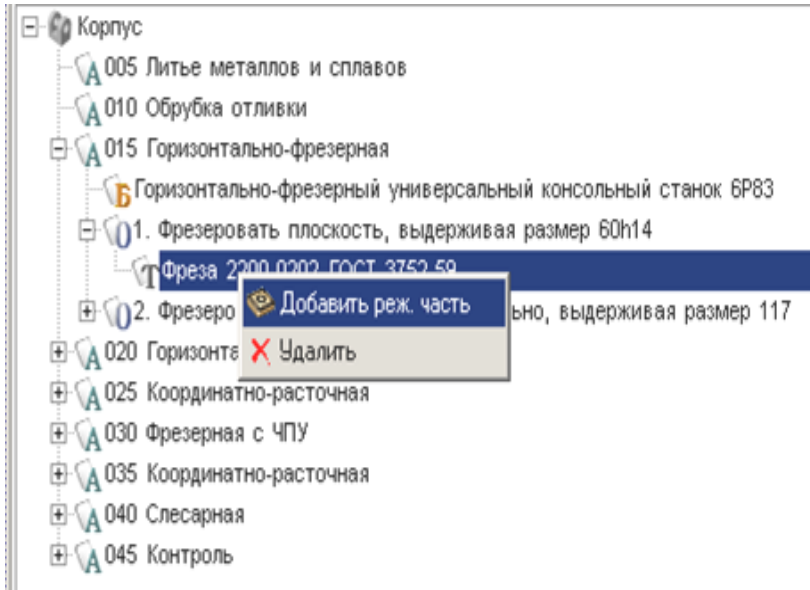 Корпус
А 005 Литье металлов и сплавов
А 010 Обрубка отливки
А 015 Горизонтально-фрезерная
Б Горизонтально-фрезерный универсальный консольный станок 6Р83
О 1. Фрезеровать плоскость, выдерживая размер 60h14
Т Фреза 2200-0202 ГОСТ 3752-59
Добавить реж. часть
О 2. Фрезеро ьно, выдерживая размер 117
А 020 Горизонта
Удалить
А 025 Координатно-расточная
А 030 Фрезерная с ЧПУ
А 035 Координатно-расточная
А 040 Слесарная
А 045 Контроль